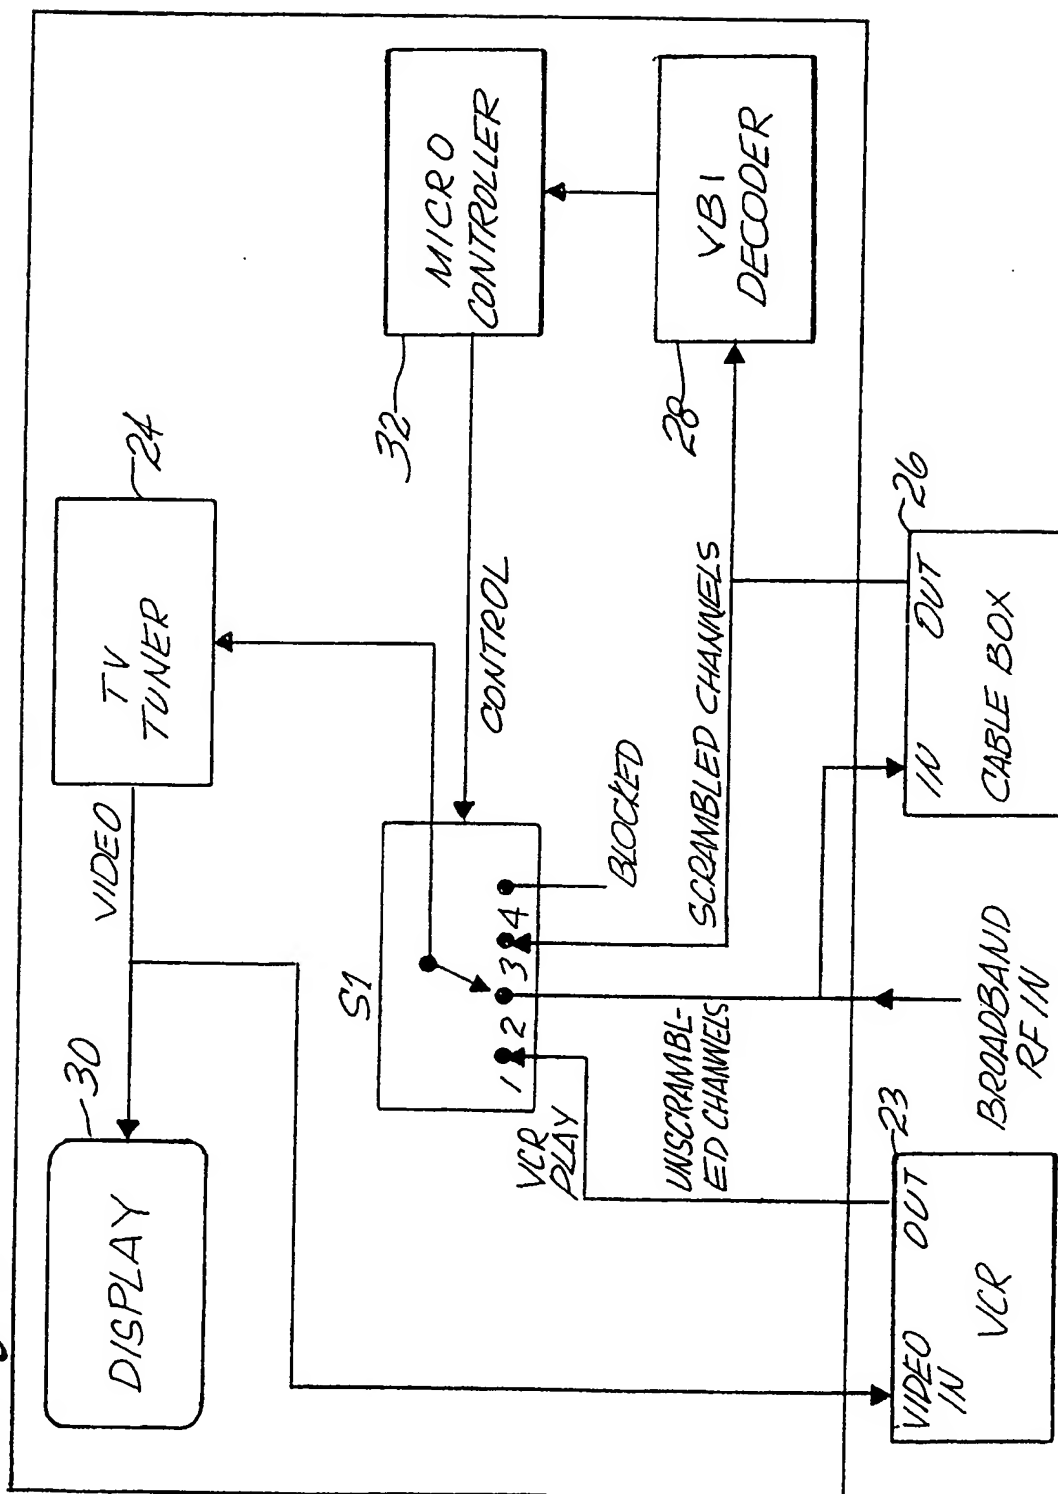 DISPLAY
30
VIDEO
TV
TUNER
24
S1
1 2 3 4
CONTROL
MICRO
CONTROLLER
32
VBI
DECODER
28
BLOCKED
SCRAMBLED CHANNELS
VCR
PLAY
UNSCRAMBL-
ED CHANNELS
VIDEO
IN
OUT
VCR
23
BROADBAND
RF IN
IN
OUT
CABLE BOX
26